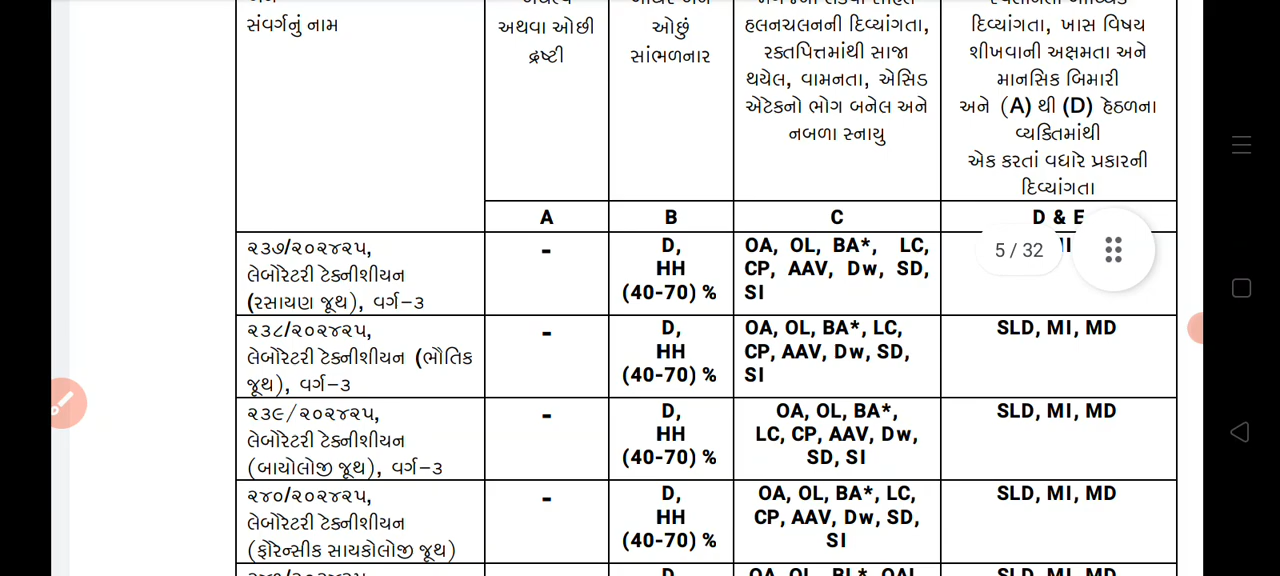 સંવર્ગનું નામ
અથવા ઓછી
દ્રષ્ટી
ઓછું
સાંભળનાર
હલનચલનની દિવ્યાંગતા,
રક્તપિત્તમાંથી સાજા
થયેલ, વામનતા, એસિડ
એટેકનો ભોગ બનેલ અને
નબળા સ્નાયુ
દિવ્યાંગતા, ખાસ વિષય
શીખવાની અક્ષમતા અને
માનસિક બિમારી
અને (A) થી (D) હેઠળના
વ્યક્તિમાંથી
એક કરતાં વધારે પ્રકારની
દિવ્યાંગતા
A
B
C
D & E
૨૩૭/૨૦૨૪૨૫,
લેબોરેટરી ટેક્નીશીયન
(રસાયણ જૂથ), વર્ગ-૩
-
D,
HH
(40-70) %
OA, OL, BA*, LC,
CP, AAV, Dw, SD,
SI
5 / 32
૨૩૮/૨૦૨૪૨૫,
લેબોરેટરી ટેક્નીશીયન (ભૌતિક
જૂથ), વર્ગ-૩
-
D,
HH
(40-70) %
OA, OL, BA*, LC,
CP, AAV, Dw, SD,
SI
SLD, MI, MD
૨૩૯/૨૦૨૪૨૫,
લેબોરેટરી ટેક્નીશીયન
(બાયોલોજી જૂથ), વર્ગ-૩
-
D,
HH
(40-70) %
OA, OL, BA*,
LC, CP, AAV, Dw,
SD, SI
SLD, MI, MD
૨૪૦/૨૦૨૪૨૫,
લેબોરેટરી ટેક્નીશીયન
(ફોરેન્સીક સાયકોલોજી જૂથ)
-
D,
HH
(40-70) %
OA, OL, BA*, LC,
CP, AAV, Dw, SD,
SI
SLD, MI, MD